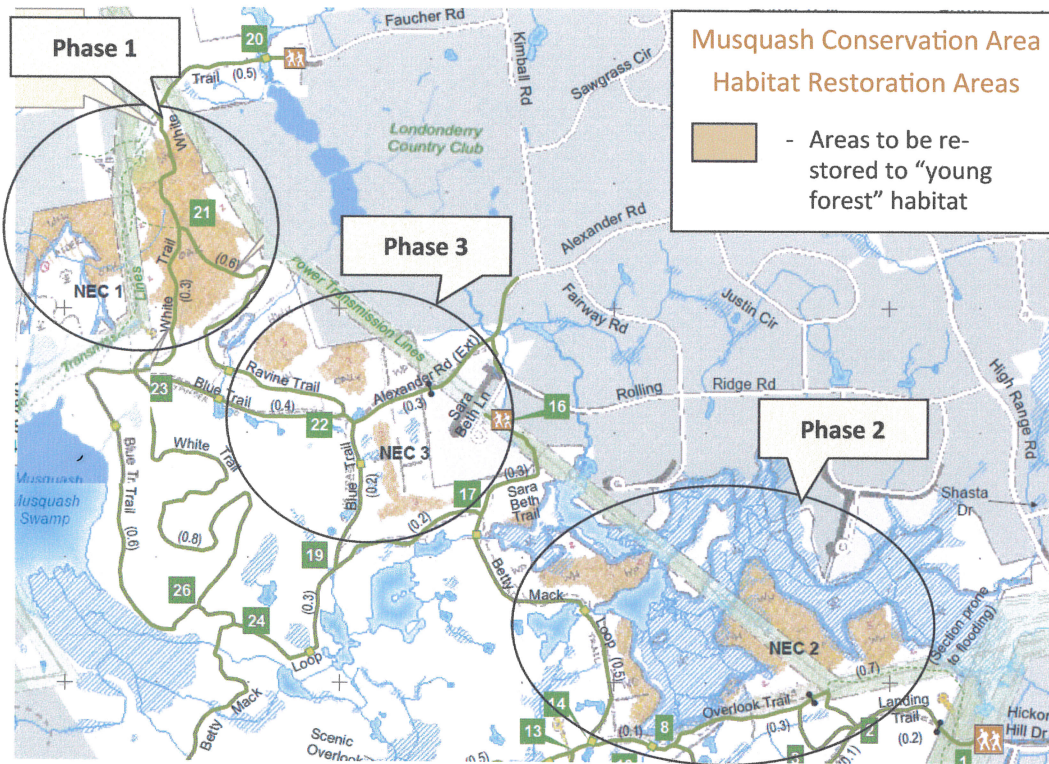 Musquash Conservation Area
Habitat Restoration Areas
- Areas to be re-
stored to “young
forest” habitat
Phase 1
20
Faucher Rd
Trail (0.5)
Kimball Rd
Sawgrass Cir
White
Londonderry
Country Club
21
Phase 3
Alexander Rd
(0.6)
Trail
(0.3)
NEC 1
Lines
Power Transmission Lines
Justin Cir
Fairway Rd
White
Transmission
High Range Rd
Ravine Trail
Alexander Rd (Ext)
23
Blue Trail
(0.4)
(0.3)
Sara
Beth Ln
Rolling
Ridge Rd
16
22
Phase 2
White
Trail
NEC 3
Blue Trail
(0.2)
Musquash
Musquash
Swamp
Blue Tr. Trail
(0.6)
(0.3)
17
Sara
Beth
Trail
Shasta
Dr
(0.2)
(0.8)
19
Betty
Mack
Loop
(0.5)
TRAIL
26
24
(0.3)
Loop
NEC 2
(Section prone
to flooding)
(0.7)
Betty
Mack
Overlook Trail
14
13
(0.1)
8
(0.3)
2
Landing
Trail
(0.2)
Hickory
Hill Dr
Scenic
Overlook
(0.5)
(0.1)
1